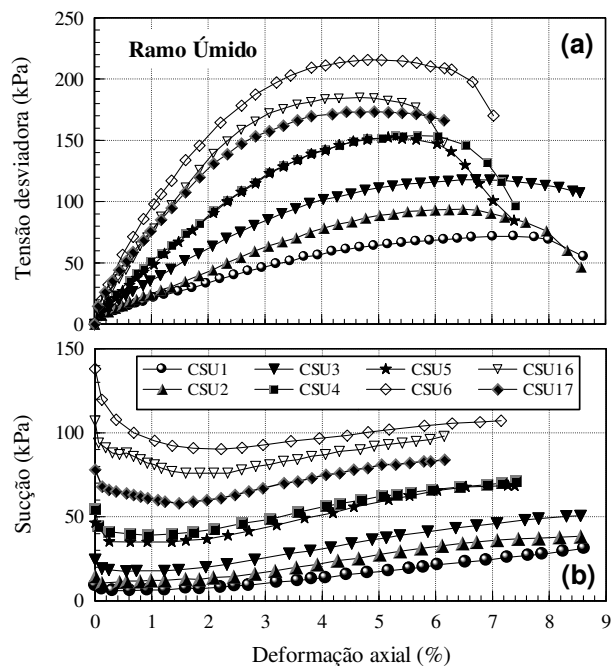 Ramo Úmido
(a)
Tensão desviadora (kPa)
250
200
150
100
50
0
150
CSU1 CSU3 CSU5 CSU16
CSU2 CSU4 CSU6 CSU17
Sucção (kPa)
100
50
0
(b)
0 1 2 3 4 5 6 7 8 9
Deformação axial (%)